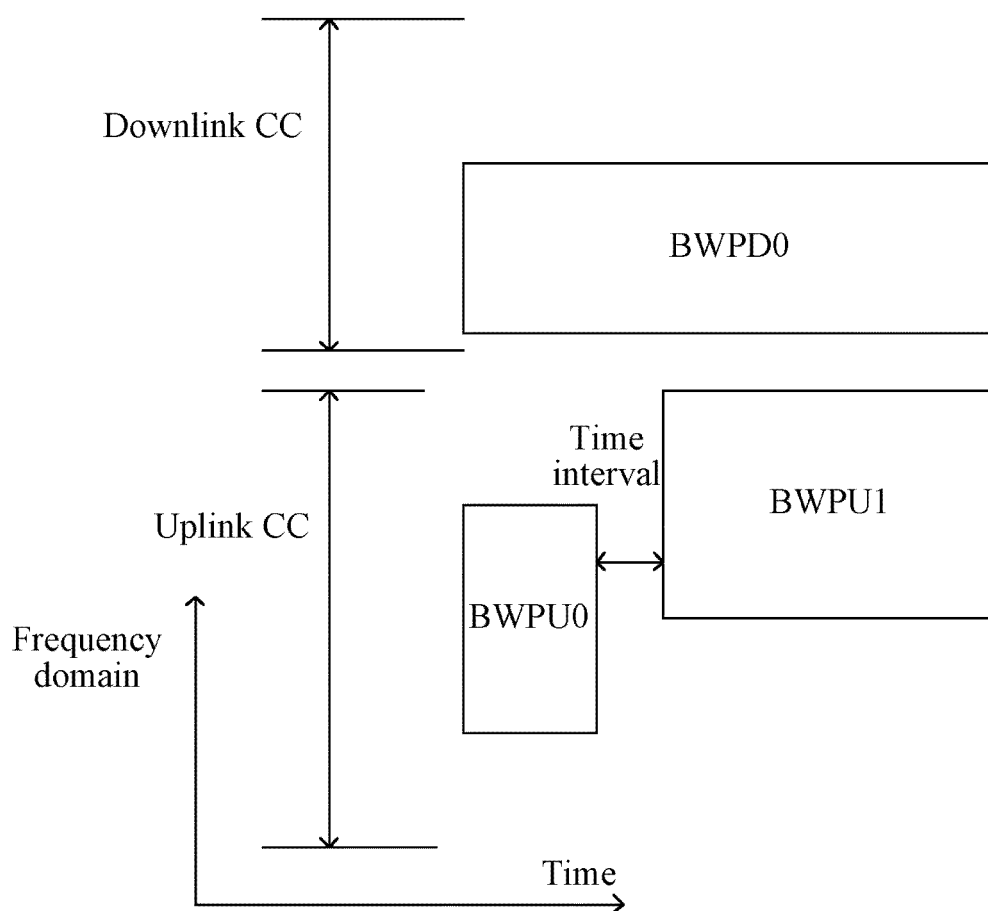 Downlink CC
BWPD0
Time
interval
BWPU1
Uplink CC
BWPU0
Frequency
domain
Time